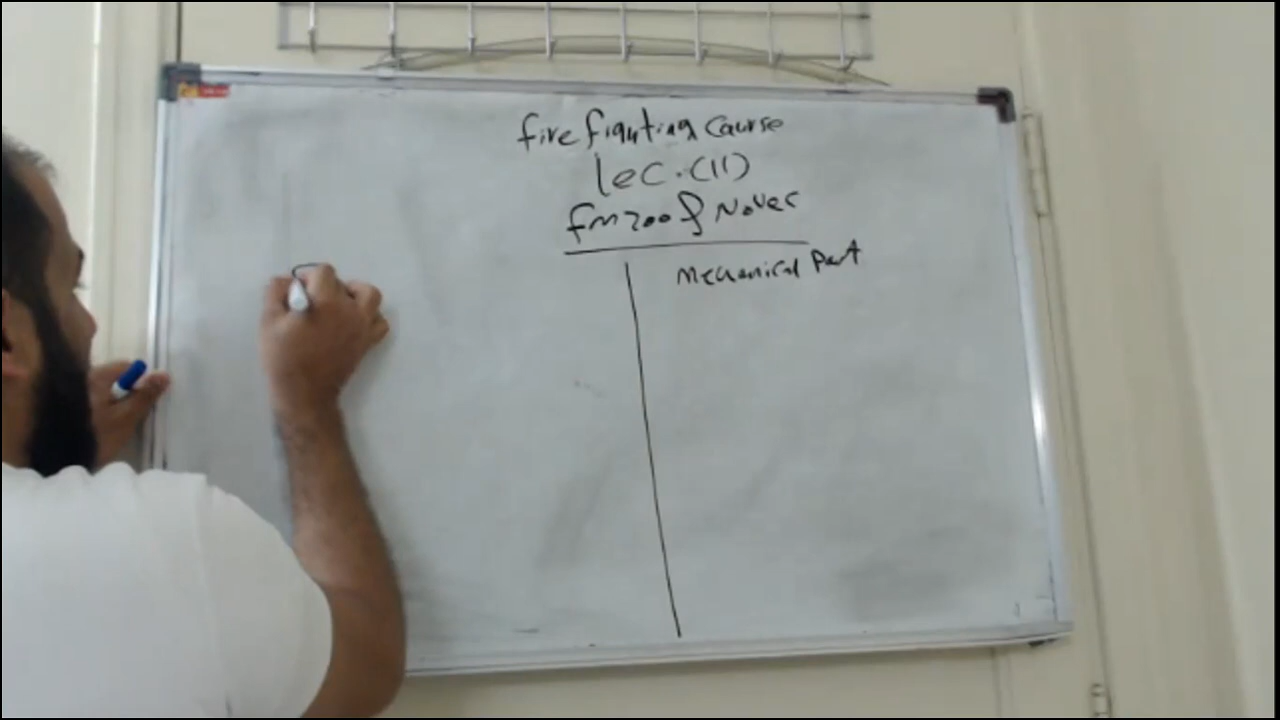 fire fighting Course
lec.(11)
fm200 & Novec
Mechanical Part